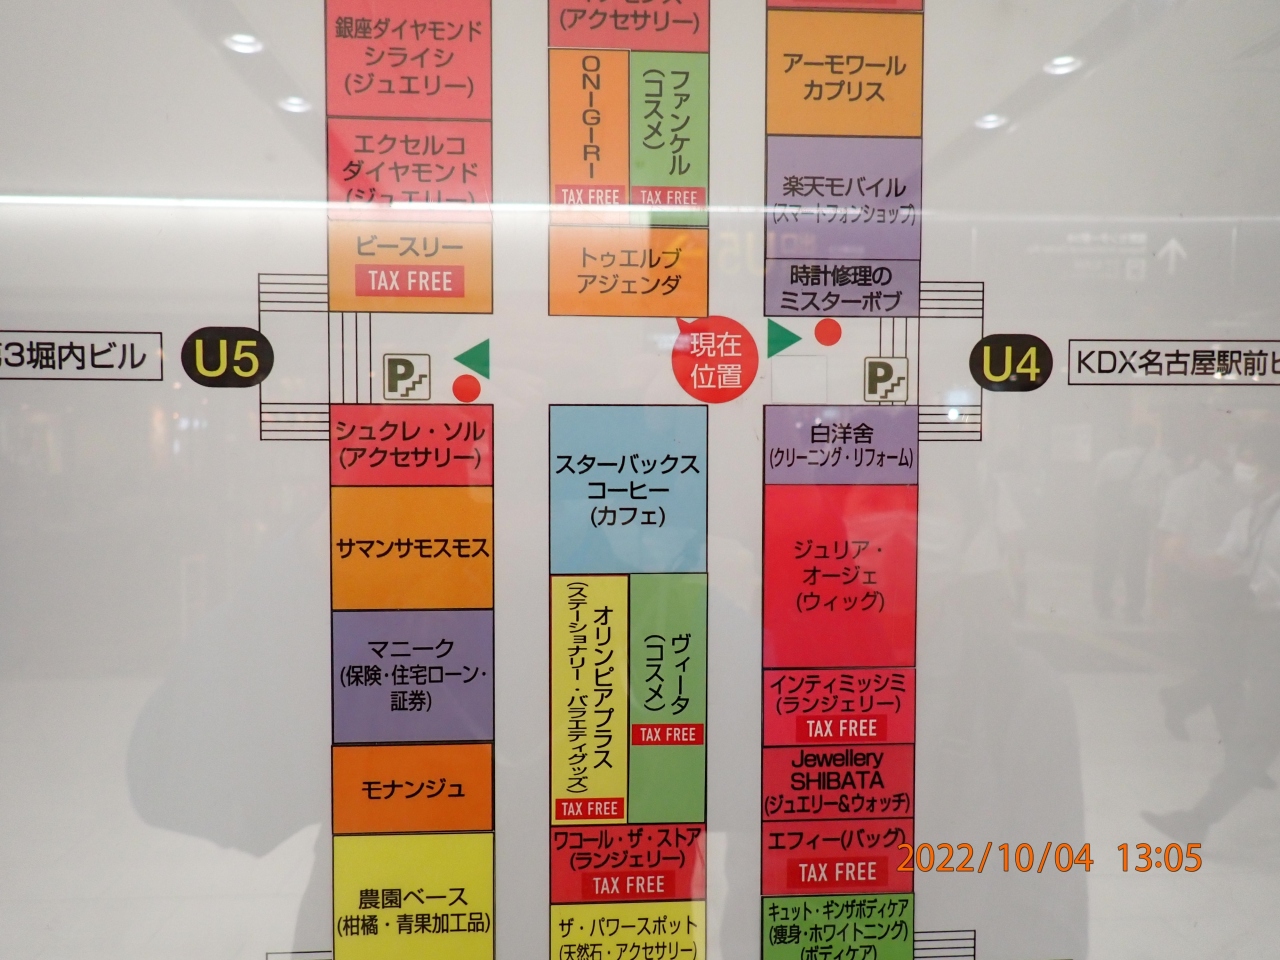 銀座ダイヤモンド
シライシ
(ジュエリー)
エクセルコ
ダイヤモンド
(ジュエリー)
ビースリー
TAX FREE
(アクセサリー)
ONIGIRI
TAX FREE
ファンケル
(コスメ)
TAX FREE
トゥエルブ
アジェンダ
アーモワール
カプリス
楽天モバイル
(スマートフォンショップ)
時計修理の
ミスターボブ
3堀内ビル
U5
P
現在
位置
P
U4
KDX名古屋駅前
シュクレ・ソル
(アクセサリー)
サマンサモスモス
マニーク
(保険・住宅ローン・
証券)
モナンジュ
農園ベース
(柑橘・青果加工品)
スターバックス
コーヒー
(カフェ)
オリンピアプラス
(ステーショナリー・バラエティグッズ)
TAX FREE
ヴィータ
(コスメ)
TAX FREE
ワコール・ザ・ストア
(ランジェリー)
TAX FREE
ザ・パワースポット
(天然石・アクセサリー)
白洋舍
(クリーニング・リフォーム)
ジュリア・
オージェ
(ウィッグ)
インティミッシミ
(ランジェリー)
TAX FREE
Jewellery
SHIBATA
(ジュエリー&ウォッチ)
エフィー(バッグ)
TAX FREE
キュット・ギンザボディケア
(痩身・ホワイトニング)
(ボディケア)
2022/10/04 13:05